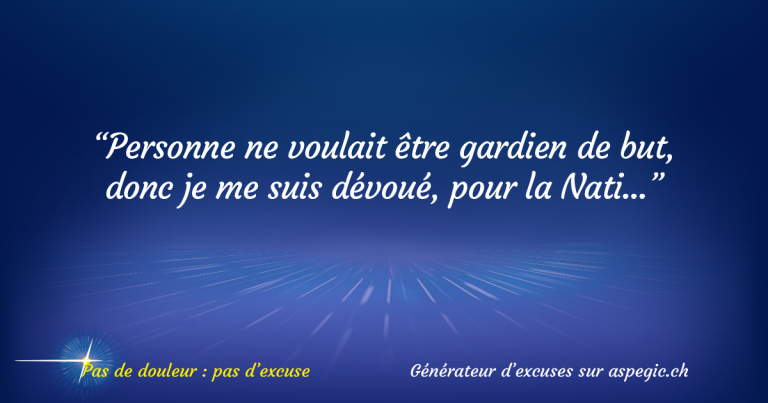 “Personne ne voulait être gardien de but,
donc je me suis dévoué, pour la Nati...”
Pas de douleur : pas d’excuse
Générateur d’excuses sur aspegic.ch